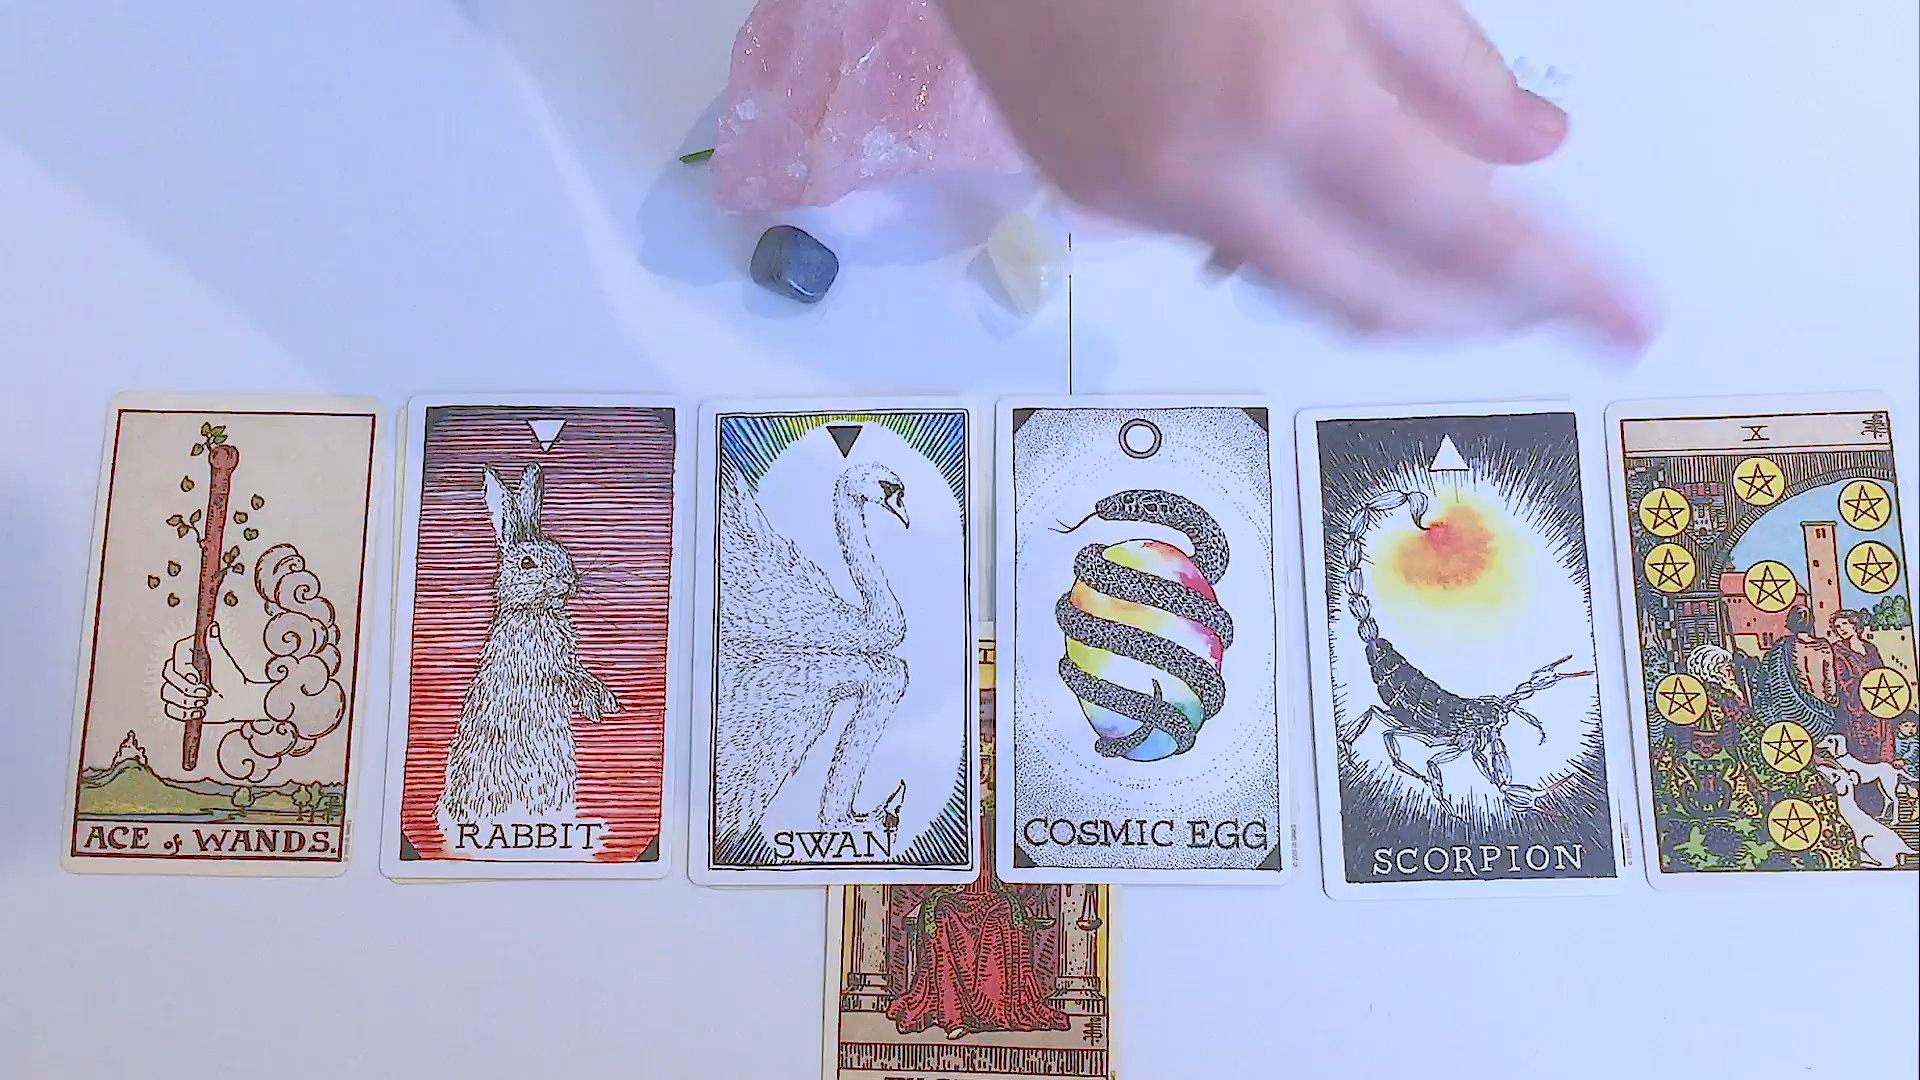 ACE of WANDS.
RABBIT
SWAN
COSMIC EGG
SCORPION
X